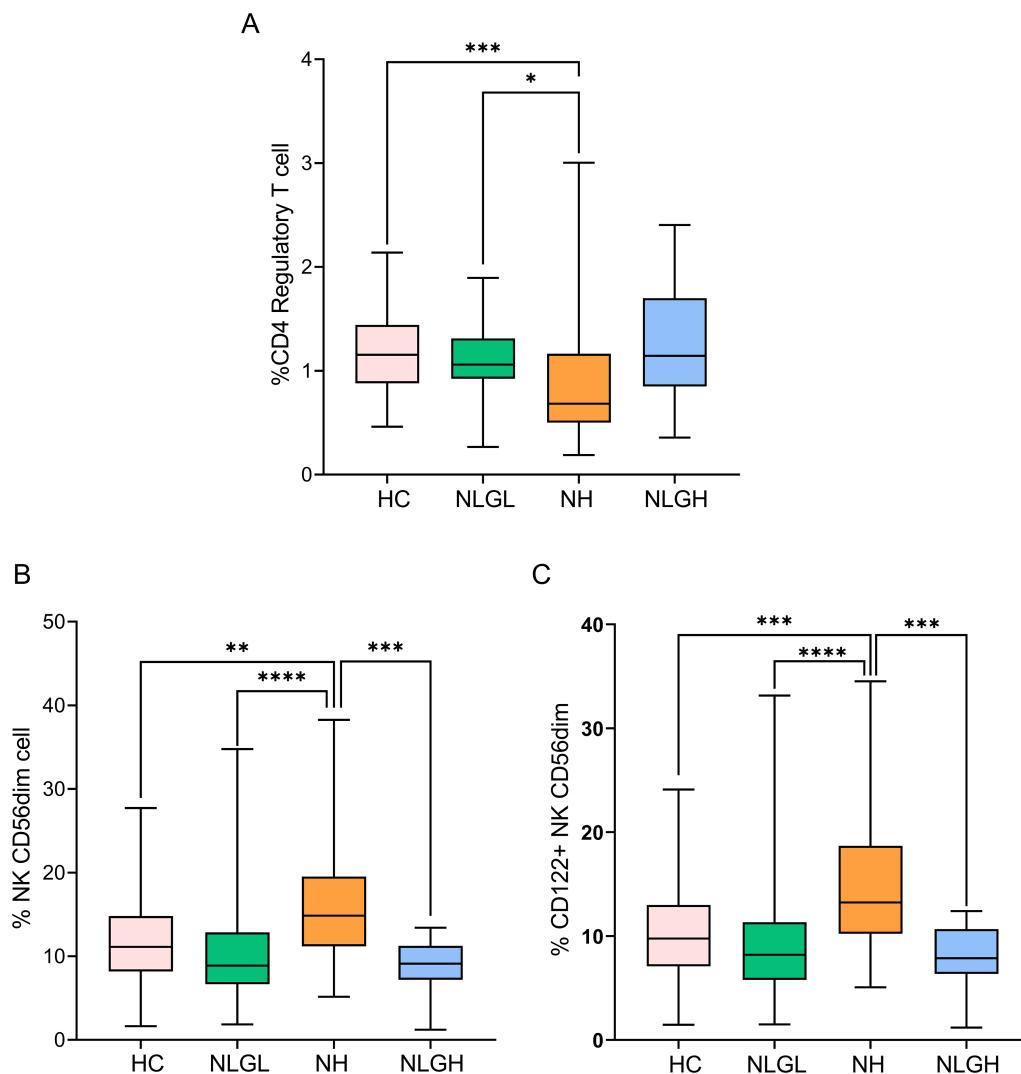 A
%CD4 Regulatory T cell
4
3
2
1
0
***
*
HC NLGL NH NLGH
B
% NK CD56dim cell
50
40
30
20
10
0
** ***
****
HC NLGL NH NLGH
C
% CD122+ NK CD56dim
40
30
20
10
0
*** ***
****
HC NLGL NH NLGH